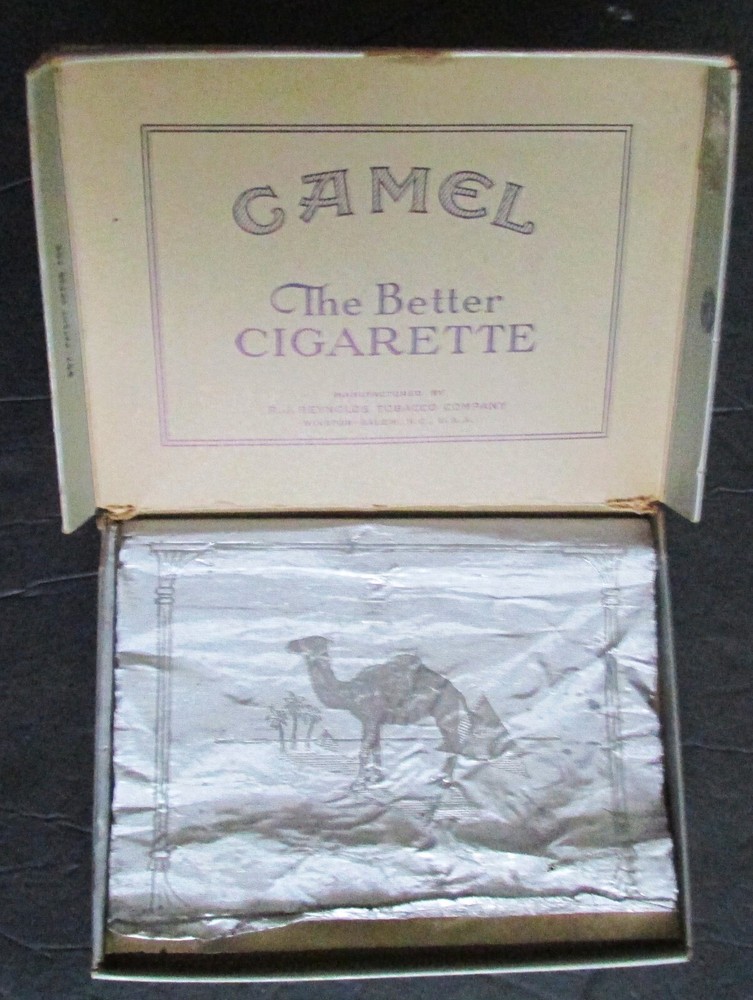 CAMEL
The Better
CIGARETTE
MANUFACTURED BY
R.J. REYNOLDS TOBACCO COMPANY
WINSTON-SALEM, N.C., U.S.A.